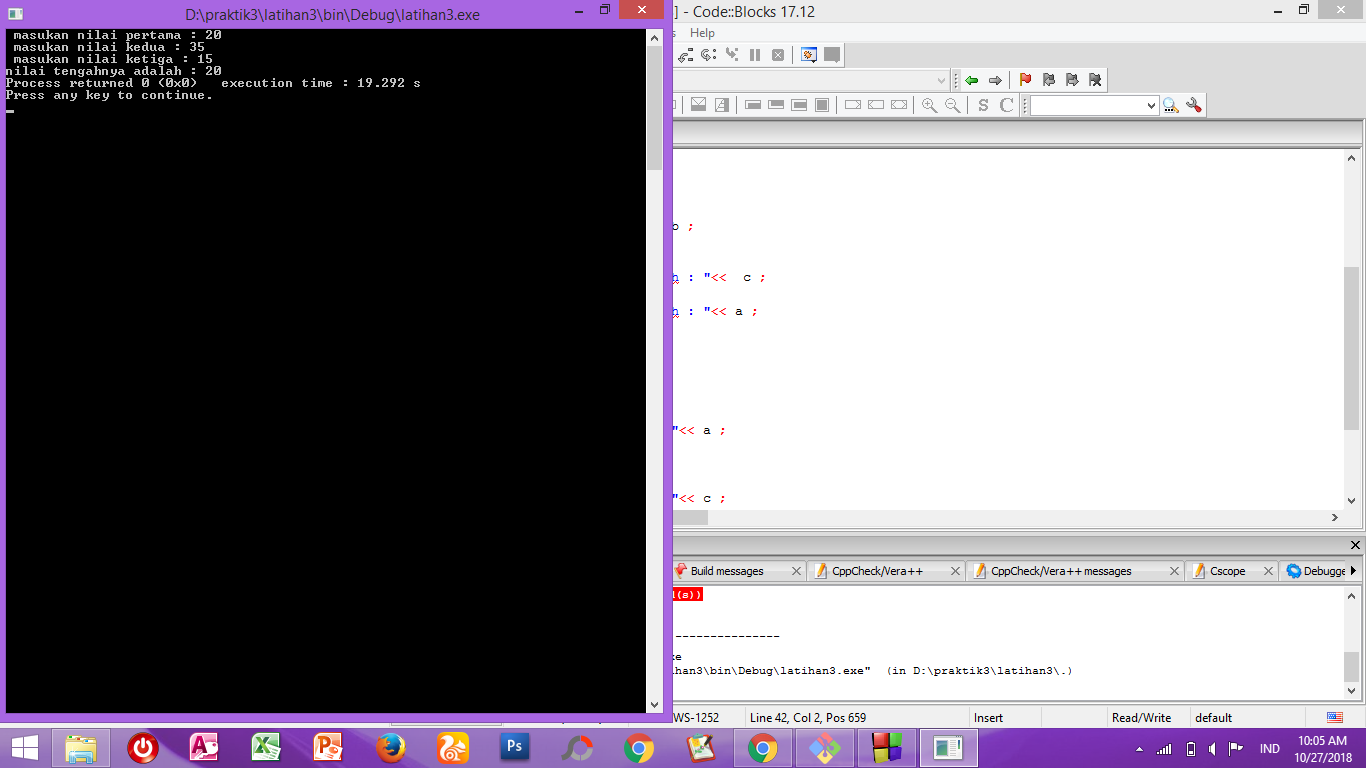 D:\praktik3\latihan3\bin\Debug\latihan3.exe
masukan nilai pertama : 20
masukan nilai kedua : 35
masukan nilai ketiga : 15
nilai tengahnya adalah : 20
Process returned 0 (0x0)   execution time : 19.292 s
Press any key to continue.
] - Code::Blocks 17.12
Help
S C
;
: "<<  c ;
: "<< a ;
"<< a ;
"<< c ;
Build messages
CppCheck/Vera++
CppCheck/Vera++ messages
Cscope
Debugge
(s))
---------------
han3\bin\Debug\latihan3.exe"  (in D:\praktik3\latihan3\.)
WS-1252
Line 42, Col 2, Pos 659
Insert
Read/Write
default
Ps
IND
10:05 AM
10/27/2018